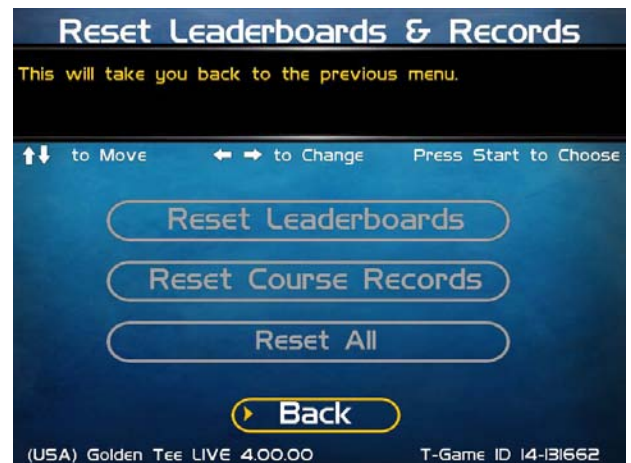 Reset Leaderboards & Records
This will take you back to the previous menu.
to Move to Change Press Start to Choose
Reset Leaderboards
Reset Course Records
Reset All
Back
(USA) Golden Tee LIVE 4.00.00 T-Game ID 14-131662